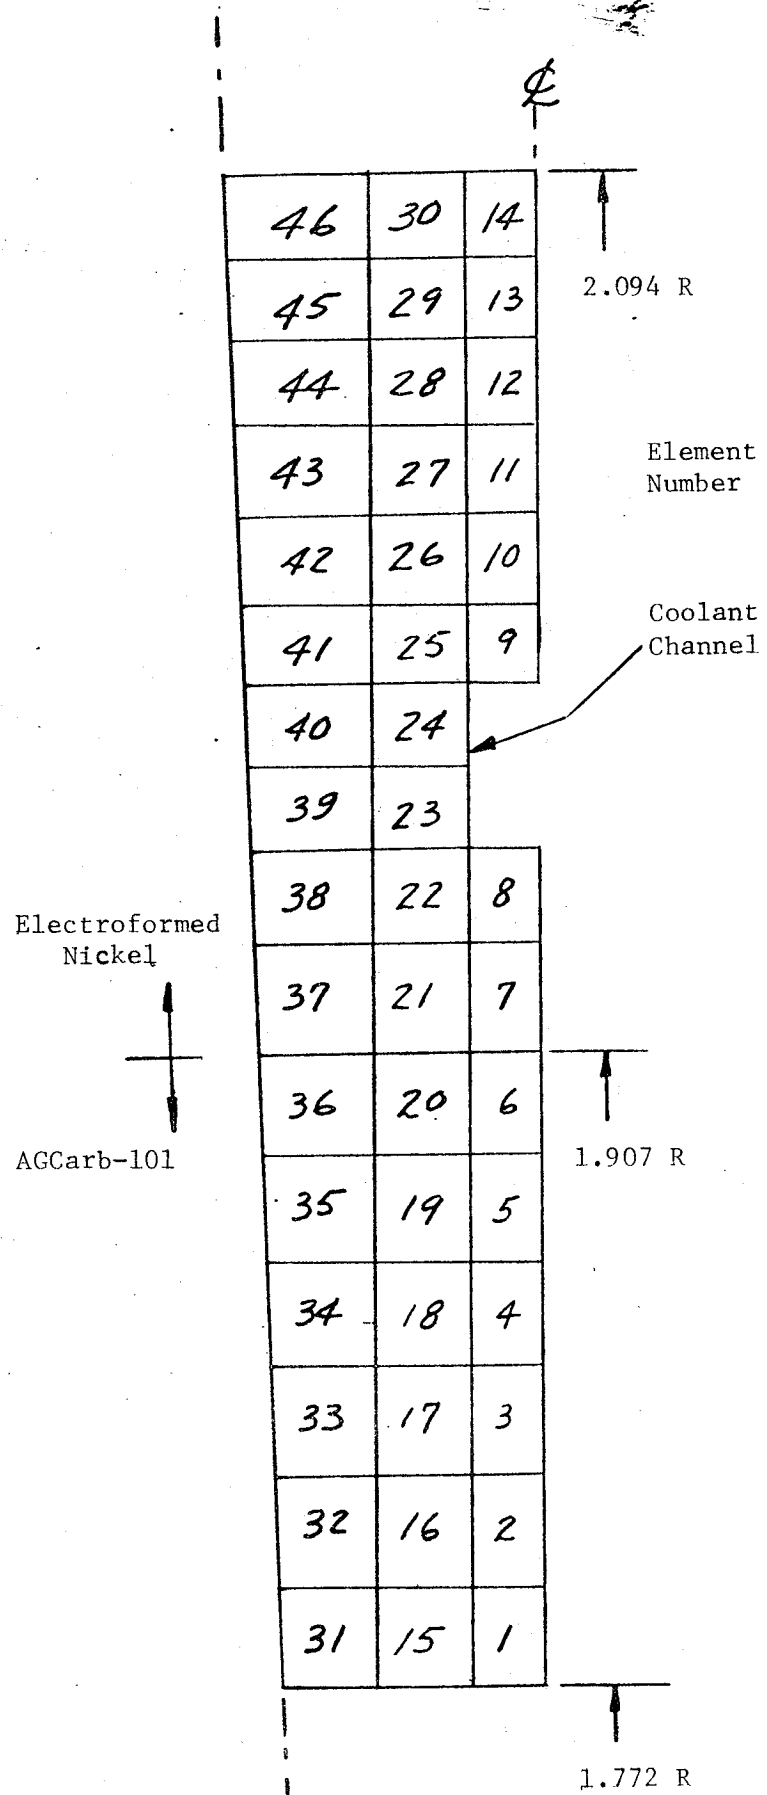 ℄
46 30 14
2.094 R
45 29 13
44 28 12
Element
Number
43 27 11
42 26 10
Coolant
Channel
41 25 9
40 24
39 23
38 22 8
Electroformed
Nickel
37 21 7
36 20 6
AGCarb-101
1.907 R
35 19 5
34 18 4
33 17 3
32 16 2
31 15 1
1.772 R